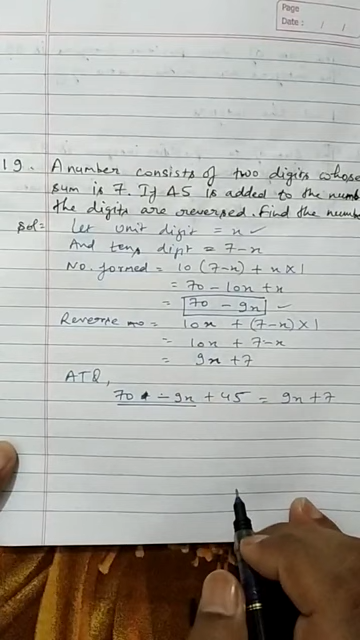 Page
Date : / /
19. A number consists of two digits whose
sum is 7. If 45 is added to the numb
the digits are reversed. Find the numbe
Sol= Let unit digit = x ✓
And tens digit = 7-x
No. formed = 10 (7-x) + x × 1
= 70 - 10x + x
= 70 - 9x ✓
Reverse no = 10x + (7-x) × 1
= 10x + 7-x
= 9x + 7
ATQ,
70 - 9x + 45 = 9x + 7